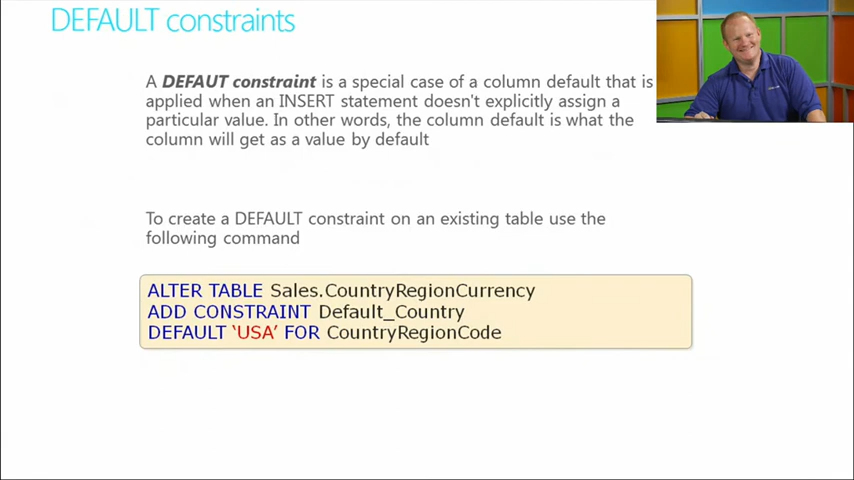 DEFAULT constraints
A DEFAUT constraint is a special case of a column default that is
applied when an INSERT statement doesn't explicitly assign a
particular value. In other words, the column default is what the
column will get as a value by default
To create a DEFAULT constraint on an existing table use the
following command
ALTER TABLE Sales.CountryRegionCurrency
ADD CONSTRAINT Default_Country
DEFAULT ‘USA’ FOR CountryRegionCode